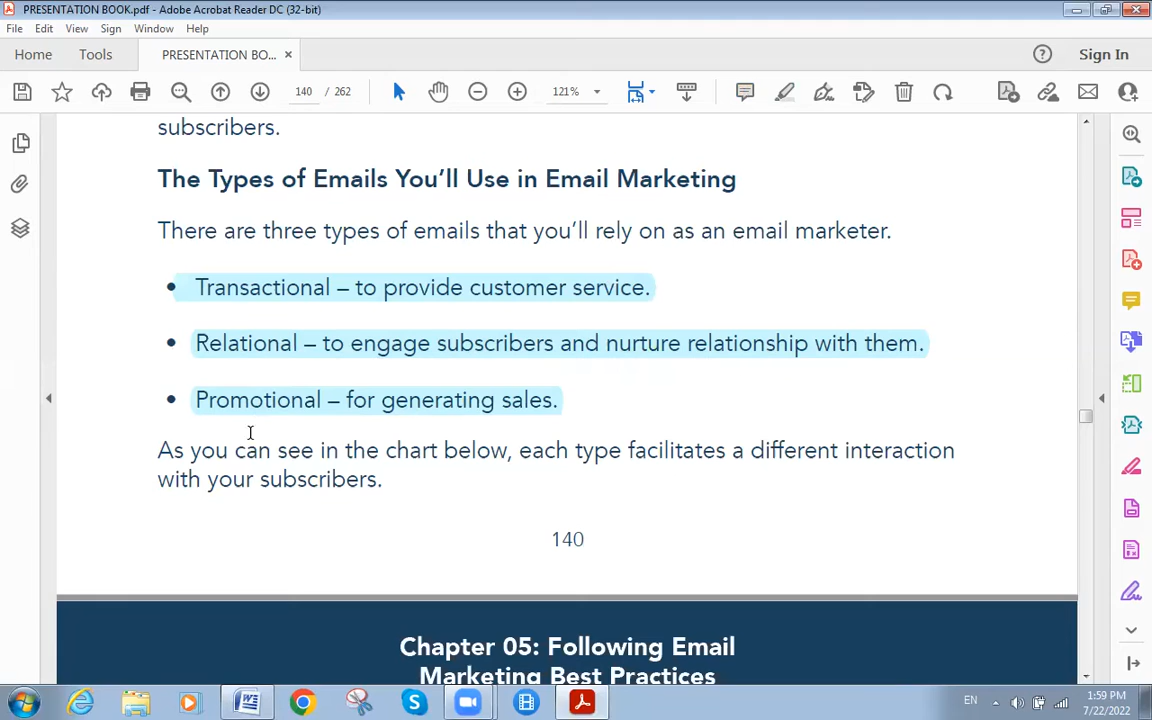 PRESENTATION BOOK.pdf - Adobe Acrobat Reader DC (32-bit)
File Edit View Sign Window Help
Home Tools PRESENTATION BO... × Sign In
140 / 262 121%
subscribers.
The Types of Emails You’ll Use in Email Marketing
There are three types of emails that you’ll rely on as an email marketer.
• Transactional – to provide customer service.
• Relational – to engage subscribers and nurture relationship with them.
• Promotional – for generating sales.
As you can see in the chart below, each type facilitates a different interaction
with your subscribers.
140
Chapter 05: Following Email
Marketing Best Practices
EN 1:59 PM
7/22/2022